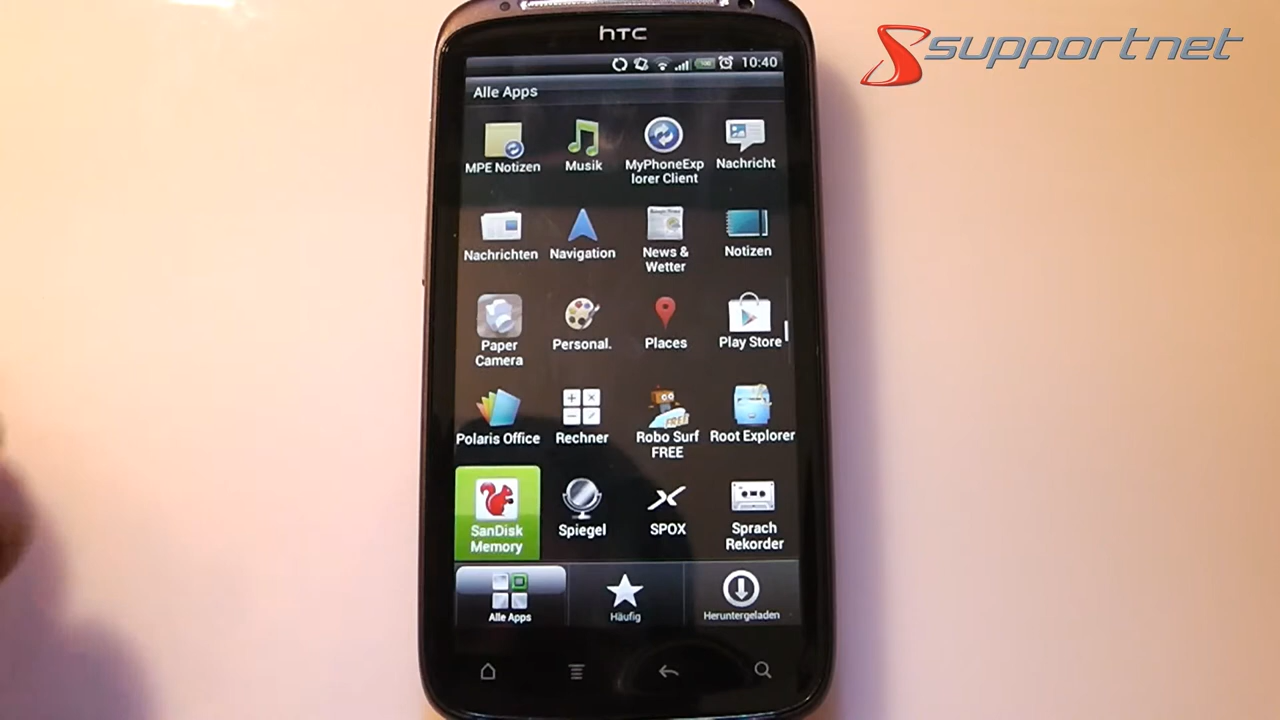 hTC
supportnet
100
10:40
Alle Apps
MPE Notizen
Musik
MyPhoneExp
lorer Client
Nachricht
Nachrichten
Navigation
News &
Wetter
Notizen
Paper
Camera
Personal.
Places
Play Store
Polaris Office
Rechner
FREE
Robo Surf
FREE
Root Explorer
SanDisk
Memory
Spiegel
SPOX
Sprach
Rekorder
Alle Apps
Häufig
Heruntergeladen